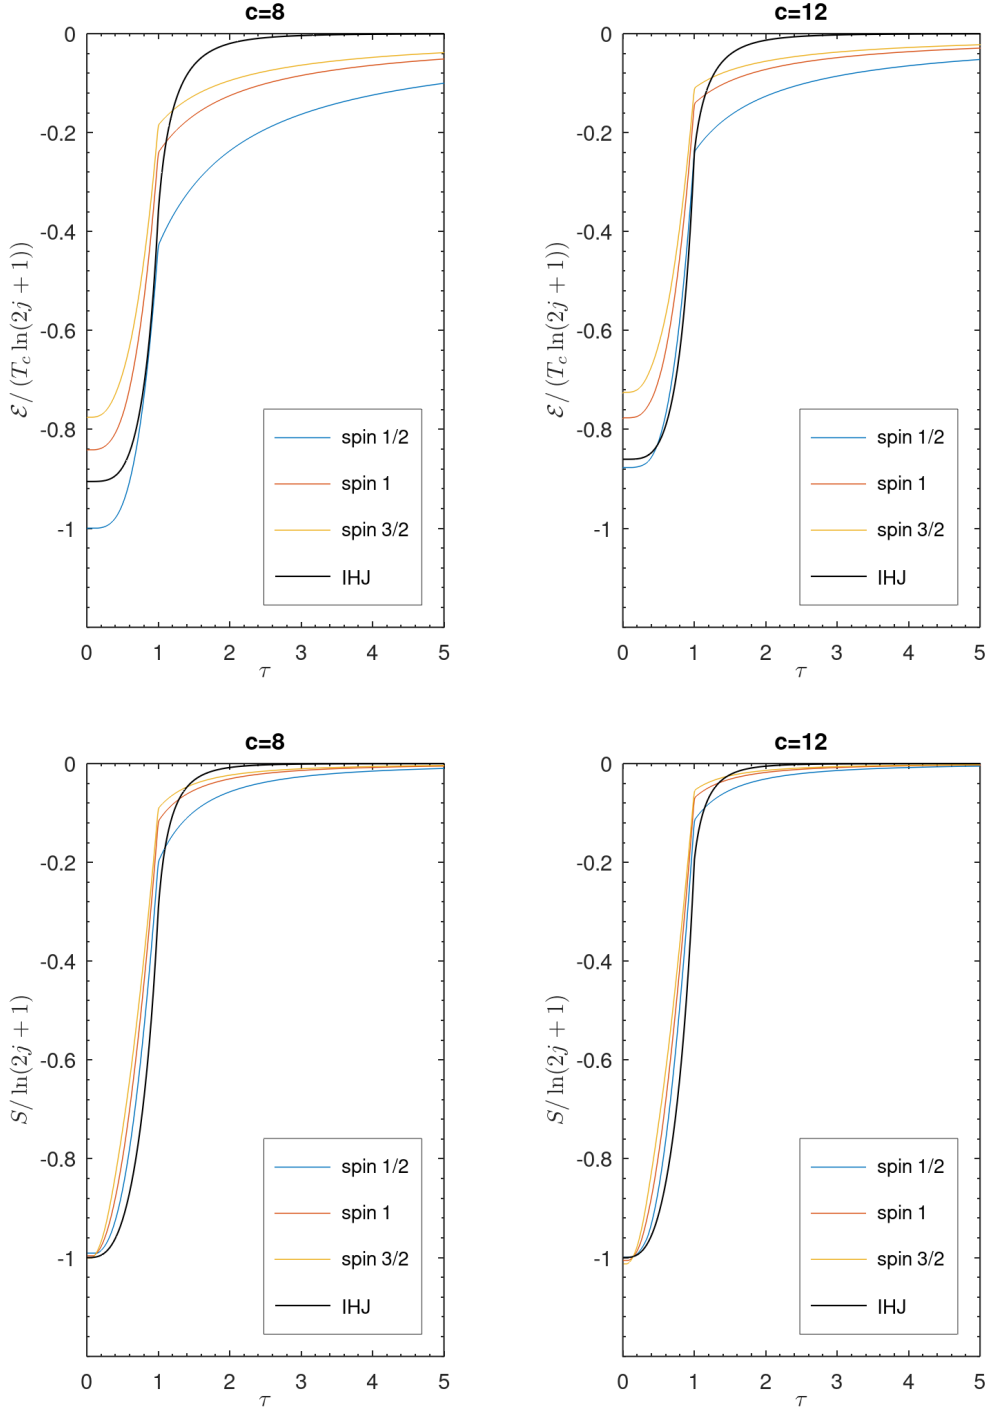 c=8
0
-0.2
-0.4
-0.6
-0.8
-1
0 1 2 3 4 5
τ
ℰ/ (T_c ln(2j + 1))
spin 1/2
spin 1
spin 3/2
IHJ
c=12
0
-0.2
-0.4
-0.6
-0.8
-1
0 1 2 3 4 5
τ
ℰ/ (T_c ln(2j + 1))
spin 1/2
spin 1
spin 3/2
IHJ
c=8
0
-0.2
-0.4
-0.6
-0.8
-1
0 1 2 3 4 5
τ
S/ ln(2j + 1)
spin 1/2
spin 1
spin 3/2
IHJ
c=12
0
-0.2
-0.4
-0.6
-0.8
-1
0 1 2 3 4 5
τ
S/ ln(2j + 1)
spin 1/2
spin 1
spin 3/2
IHJ